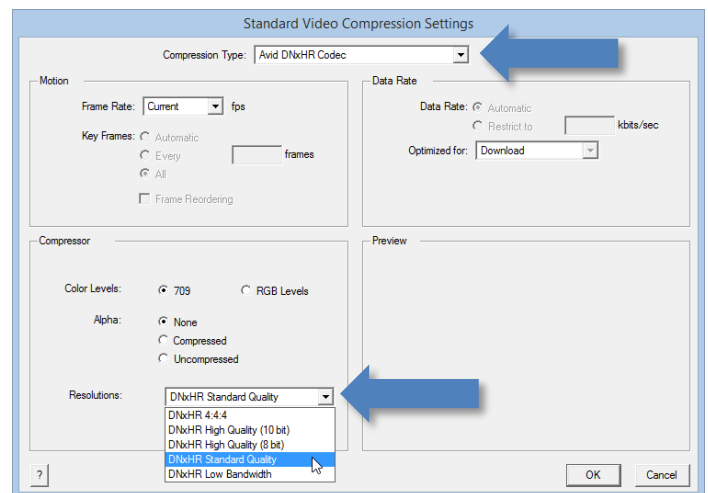 Standard Video Compression Settings
Compression Type: Avid DNxHR Codec
Motion
Frame Rate: Current fps
Key Frames: Automatic
Every frames
All
Frame Reordering
Data Rate
Data Rate: Automatic
Restrict to kbits/sec
Optimized for: Download
Compressor
Color Levels: 709 RGB Levels
Alpha: None
Compressed
Uncompressed
Resolutions: DNxHR Standard Quality
DNxHR 4:4:4
DNxHR High Quality (10 bit)
DNxHR High Quality (8 bit)
DNxHR Standard Quality
DNxHR Low Bandwidth
Preview
?
OK Cancel